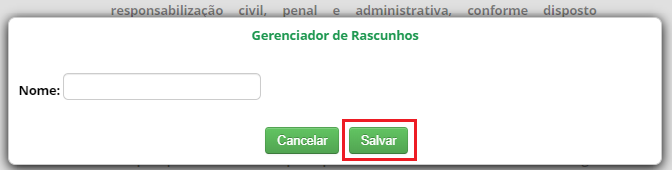 responsabilização civil, penal e administrativa, conforme disposto
Gerenciador de Rascunhos
Nome:
Cancelar Salvar